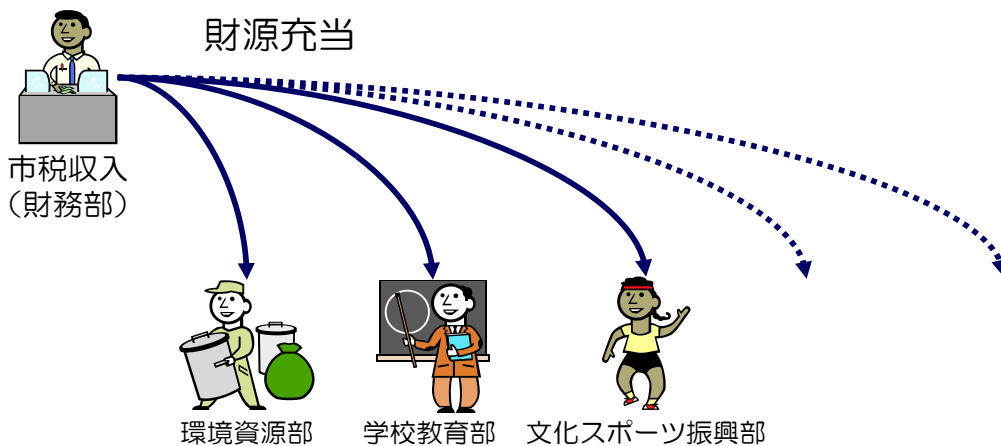 財源充当
市税収入
（財務部）
環境資源部
学校教育部
文化スポーツ振興部